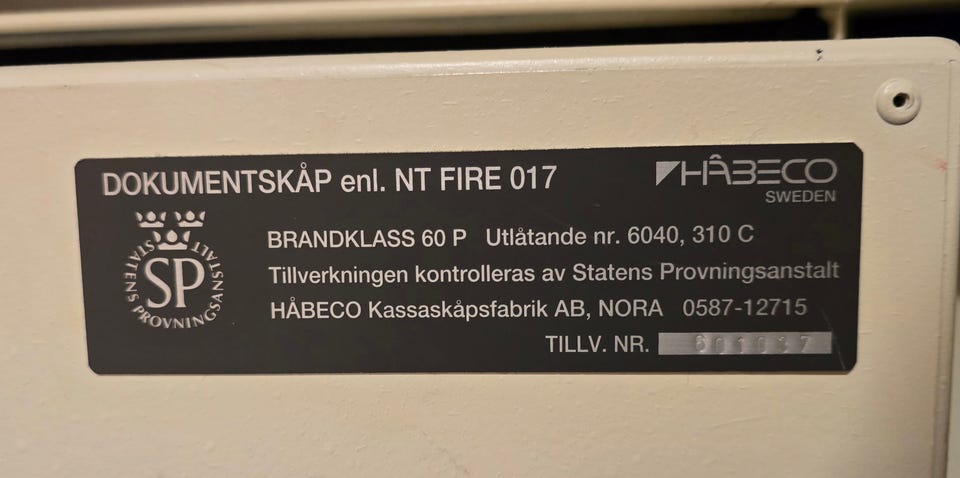 DOKUMENTSKÅP enl. NT FIRE 017
HÅBECO
SWEDEN
STATENS PROVNINGSANSTALT
SP
BRANDKLASS 60 P Utlåtande nr. 6040, 310 C
Tillverkningen kontrolleras av Statens Provningsanstalt
HÅBECO Kassaskåpsfabrik AB, NORA 0587-12715
TILLV. NR.